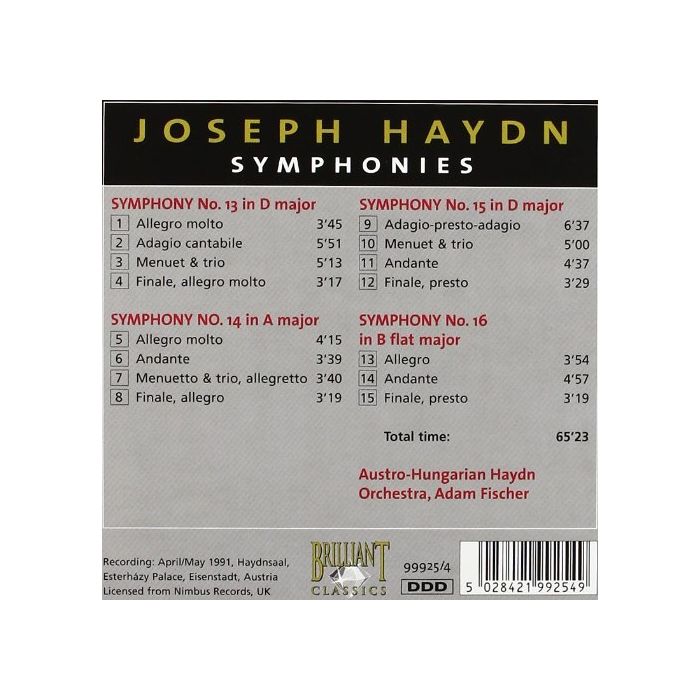 JOSEPH HAYDN
SYMPHONIES
SYMPHONY No. 13 in D major
1 Allegro molto 3'45
2 Adagio cantabile 5'51
3 Menuet & trio 5'13
4 Finale, allegro molto 3'17
SYMPHONY NO. 14 in A major
5 Allegro molto 4'15
6 Andante 3'39
7 Menuetto & trio, allegretto 3'40
8 Finale, allegro 3'19
SYMPHONY No. 15 in D major
9 Adagio-presto-adagio 6'37
10 Menuet & trio 5'00
11 Andante 4'37
12 Finale, presto 3'29
SYMPHONY No. 16
in B flat major
13 Allegro 3'54
14 Andante 4'57
15 Finale, presto 3'19
Total time: 65'23
Austro-Hungarian Haydn
Orchestra, Adam Fischer
Recording: April/May 1991, Haydnsaal,
Esterházy Palace, Eisenstadt, Austria
Licensed from Nimbus Records, UK
BRILLIANT
CLASSICS
99925/4
DDD
5 028421 992549